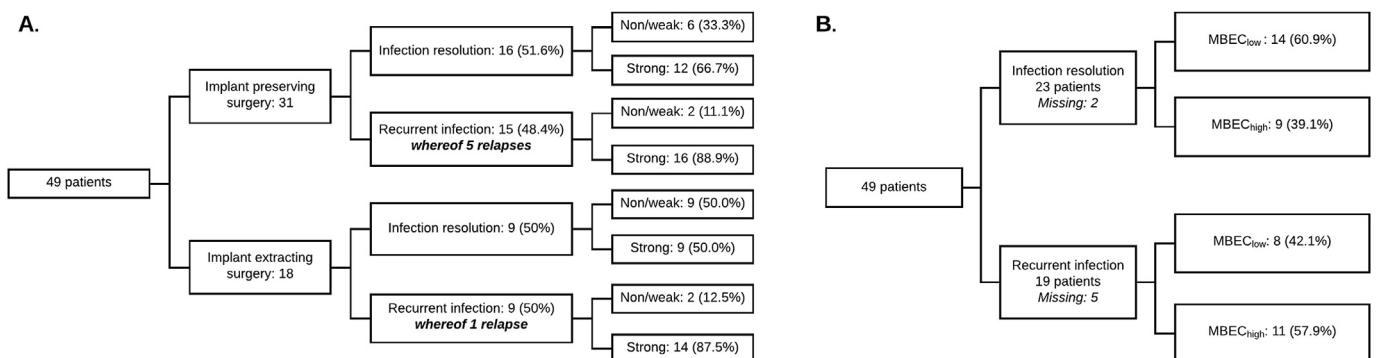 A.
49 patients
Implant preserving
surgery: 31
Infection resolution: 16 (51.6%)
Non/weak: 6 (33.3%)
Strong: 12 (66.7%)
Recurrent infection: 15 (48.4%)
whereof 5 relapses
Non/weak: 2 (11.1%)
Strong: 16 (88.9%)
Implant extracting
surgery: 18
Infection resolution: 9 (50%)
Non/weak: 9 (50.0%)
Strong: 9 (50.0%)
Recurrent infection: 9 (50%)
whereof 1 relapse
Non/weak: 2 (12.5%)
Strong: 14 (87.5%)
B.
49 patients
Infection resolution
23 patients
Missing: 2
MBEClow : 14 (60.9%)
MBEChigh: 9 (39.1%)
Recurrent infection
19 patients
Missing: 5
MBEClow: 8 (42.1%)
MBEChigh: 11 (57.9%)